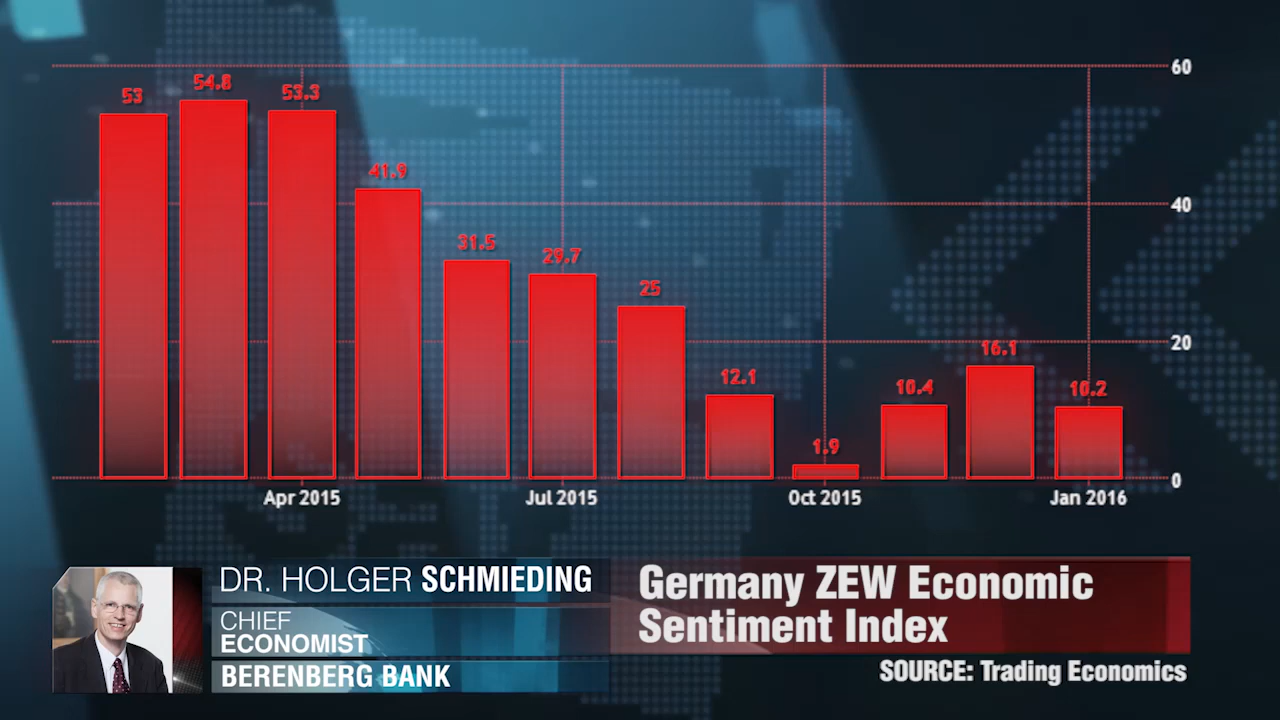 60
53
54.8
53.3
41.9
40
31.5
29.7
25
20
12.1
1.9
10.4
16.1
10.2
0
Apr 2015
Jul 2015
Oct 2015
Jan 2016
DR. HOLGER SCHMIEDING
CHIEF
ECONOMIST
BERENBERG BANK
Germany ZEW Economic
Sentiment Index
SOURCE: Trading Economics